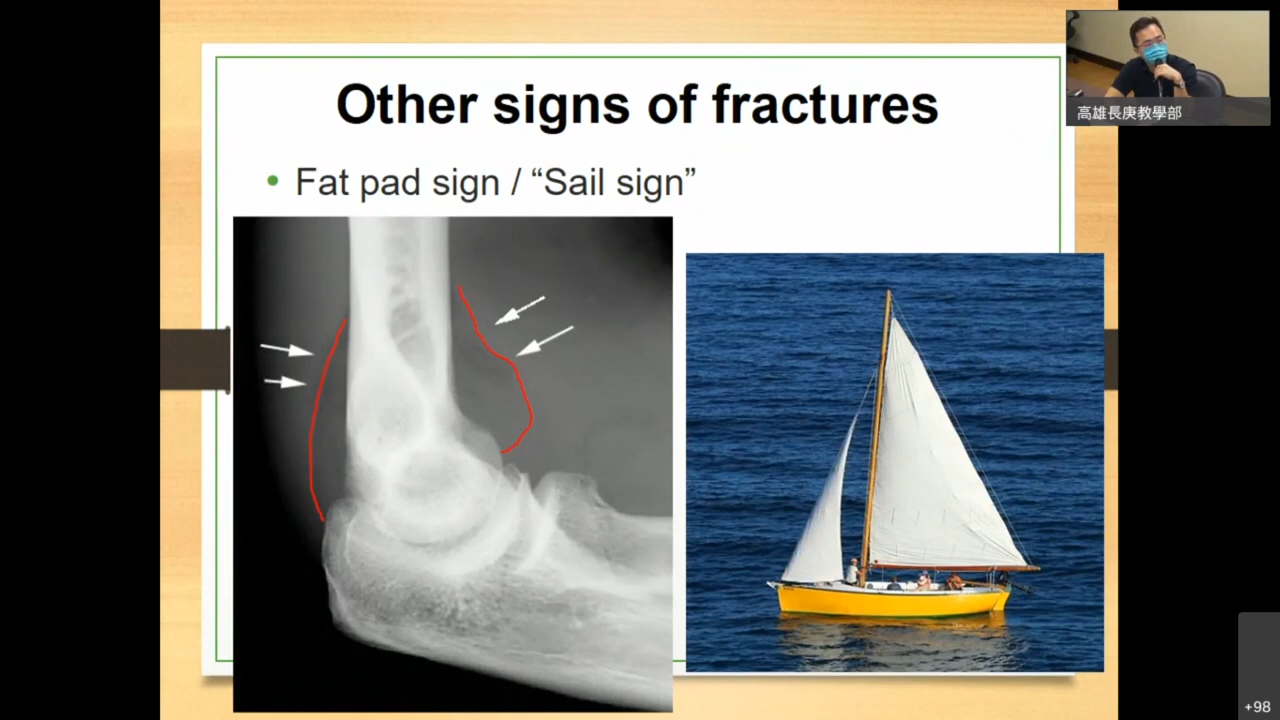 Other signs of fractures
• Fat pad sign / “Sail sign”
高雄長庚教學部
+98